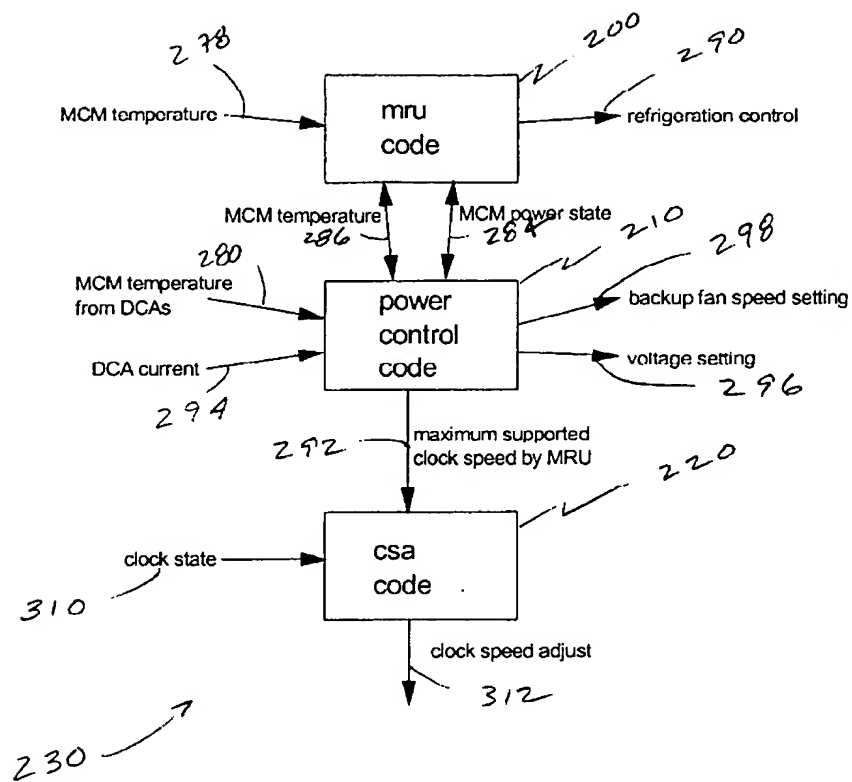 278
200
290
MCM temperature
mru
code
refrigeration control
MCM temperature
286
MCM power state
284
210
298
280
MCM temperature
from DCAs
power
control
code
backup fan speed setting
DCA current
294
voltage setting
296
292
maximum supported
clock speed by MRU
220
clock state
310
csa
code
clock speed adjust
312
230